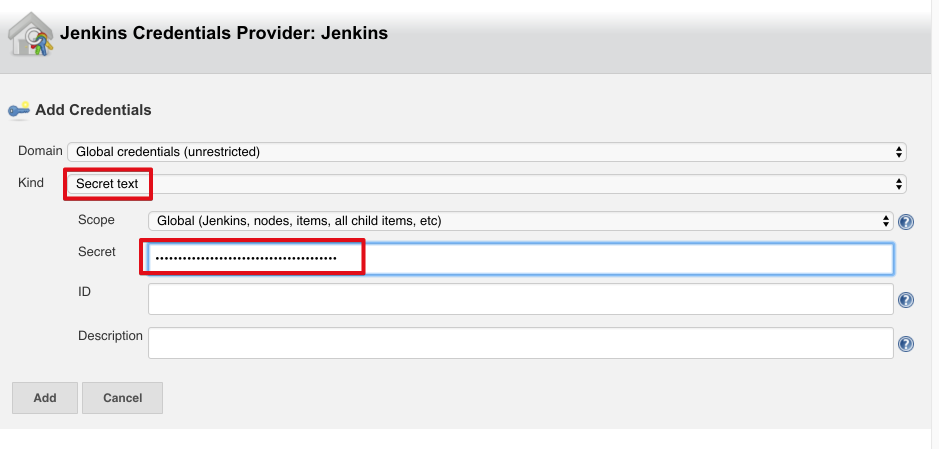 Jenkins Credentials Provider: Jenkins
Add Credentials
Domain Global credentials (unrestricted)
Kind Secret text
Scope Global (Jenkins, nodes, items, all child items, etc)
Secret ••••••••••••••••••••••••••••••••••••••••
ID
Description
Add Cancel